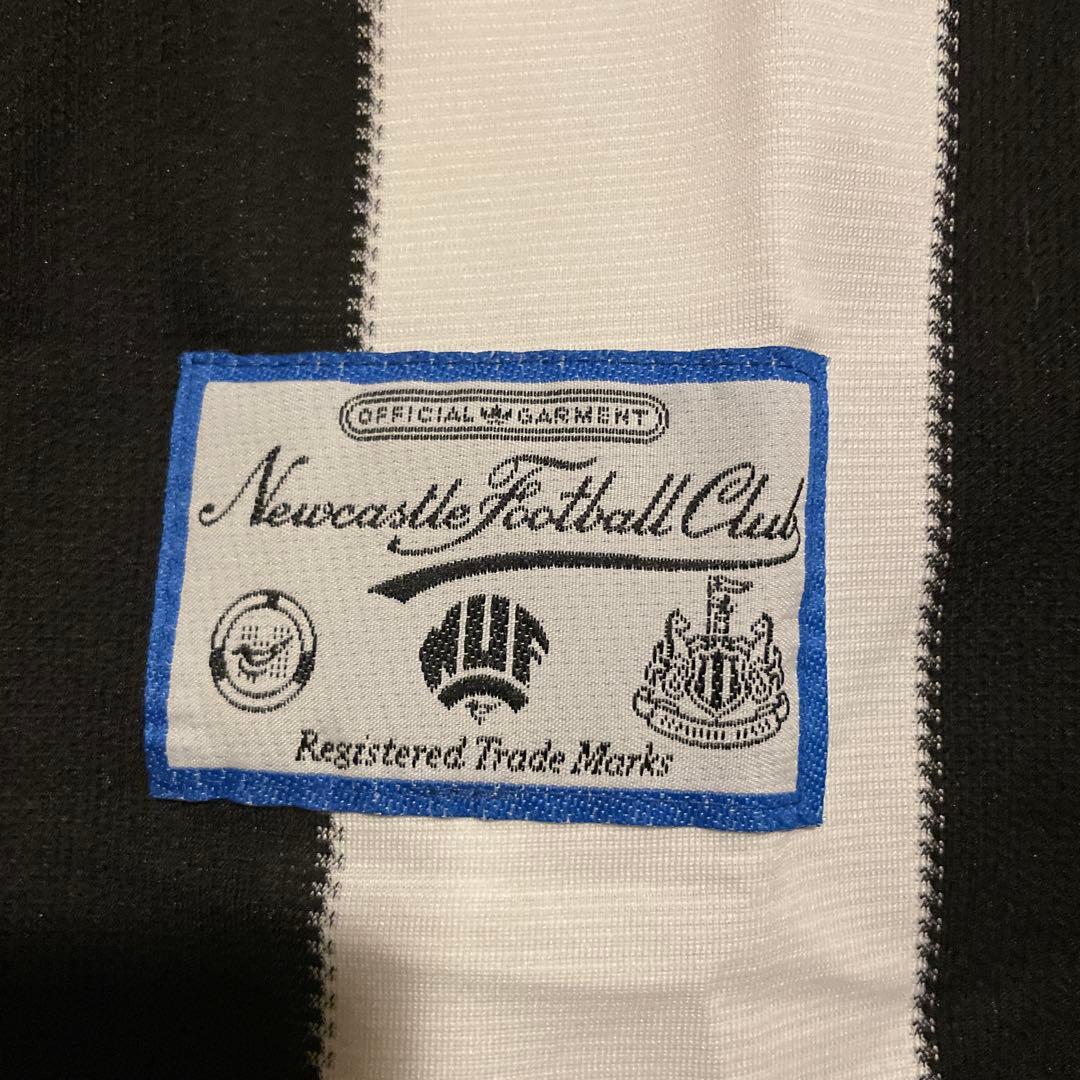 OFFICIAL GARMENT
Newcastle Football Club
NUF
Registered Trade Marks